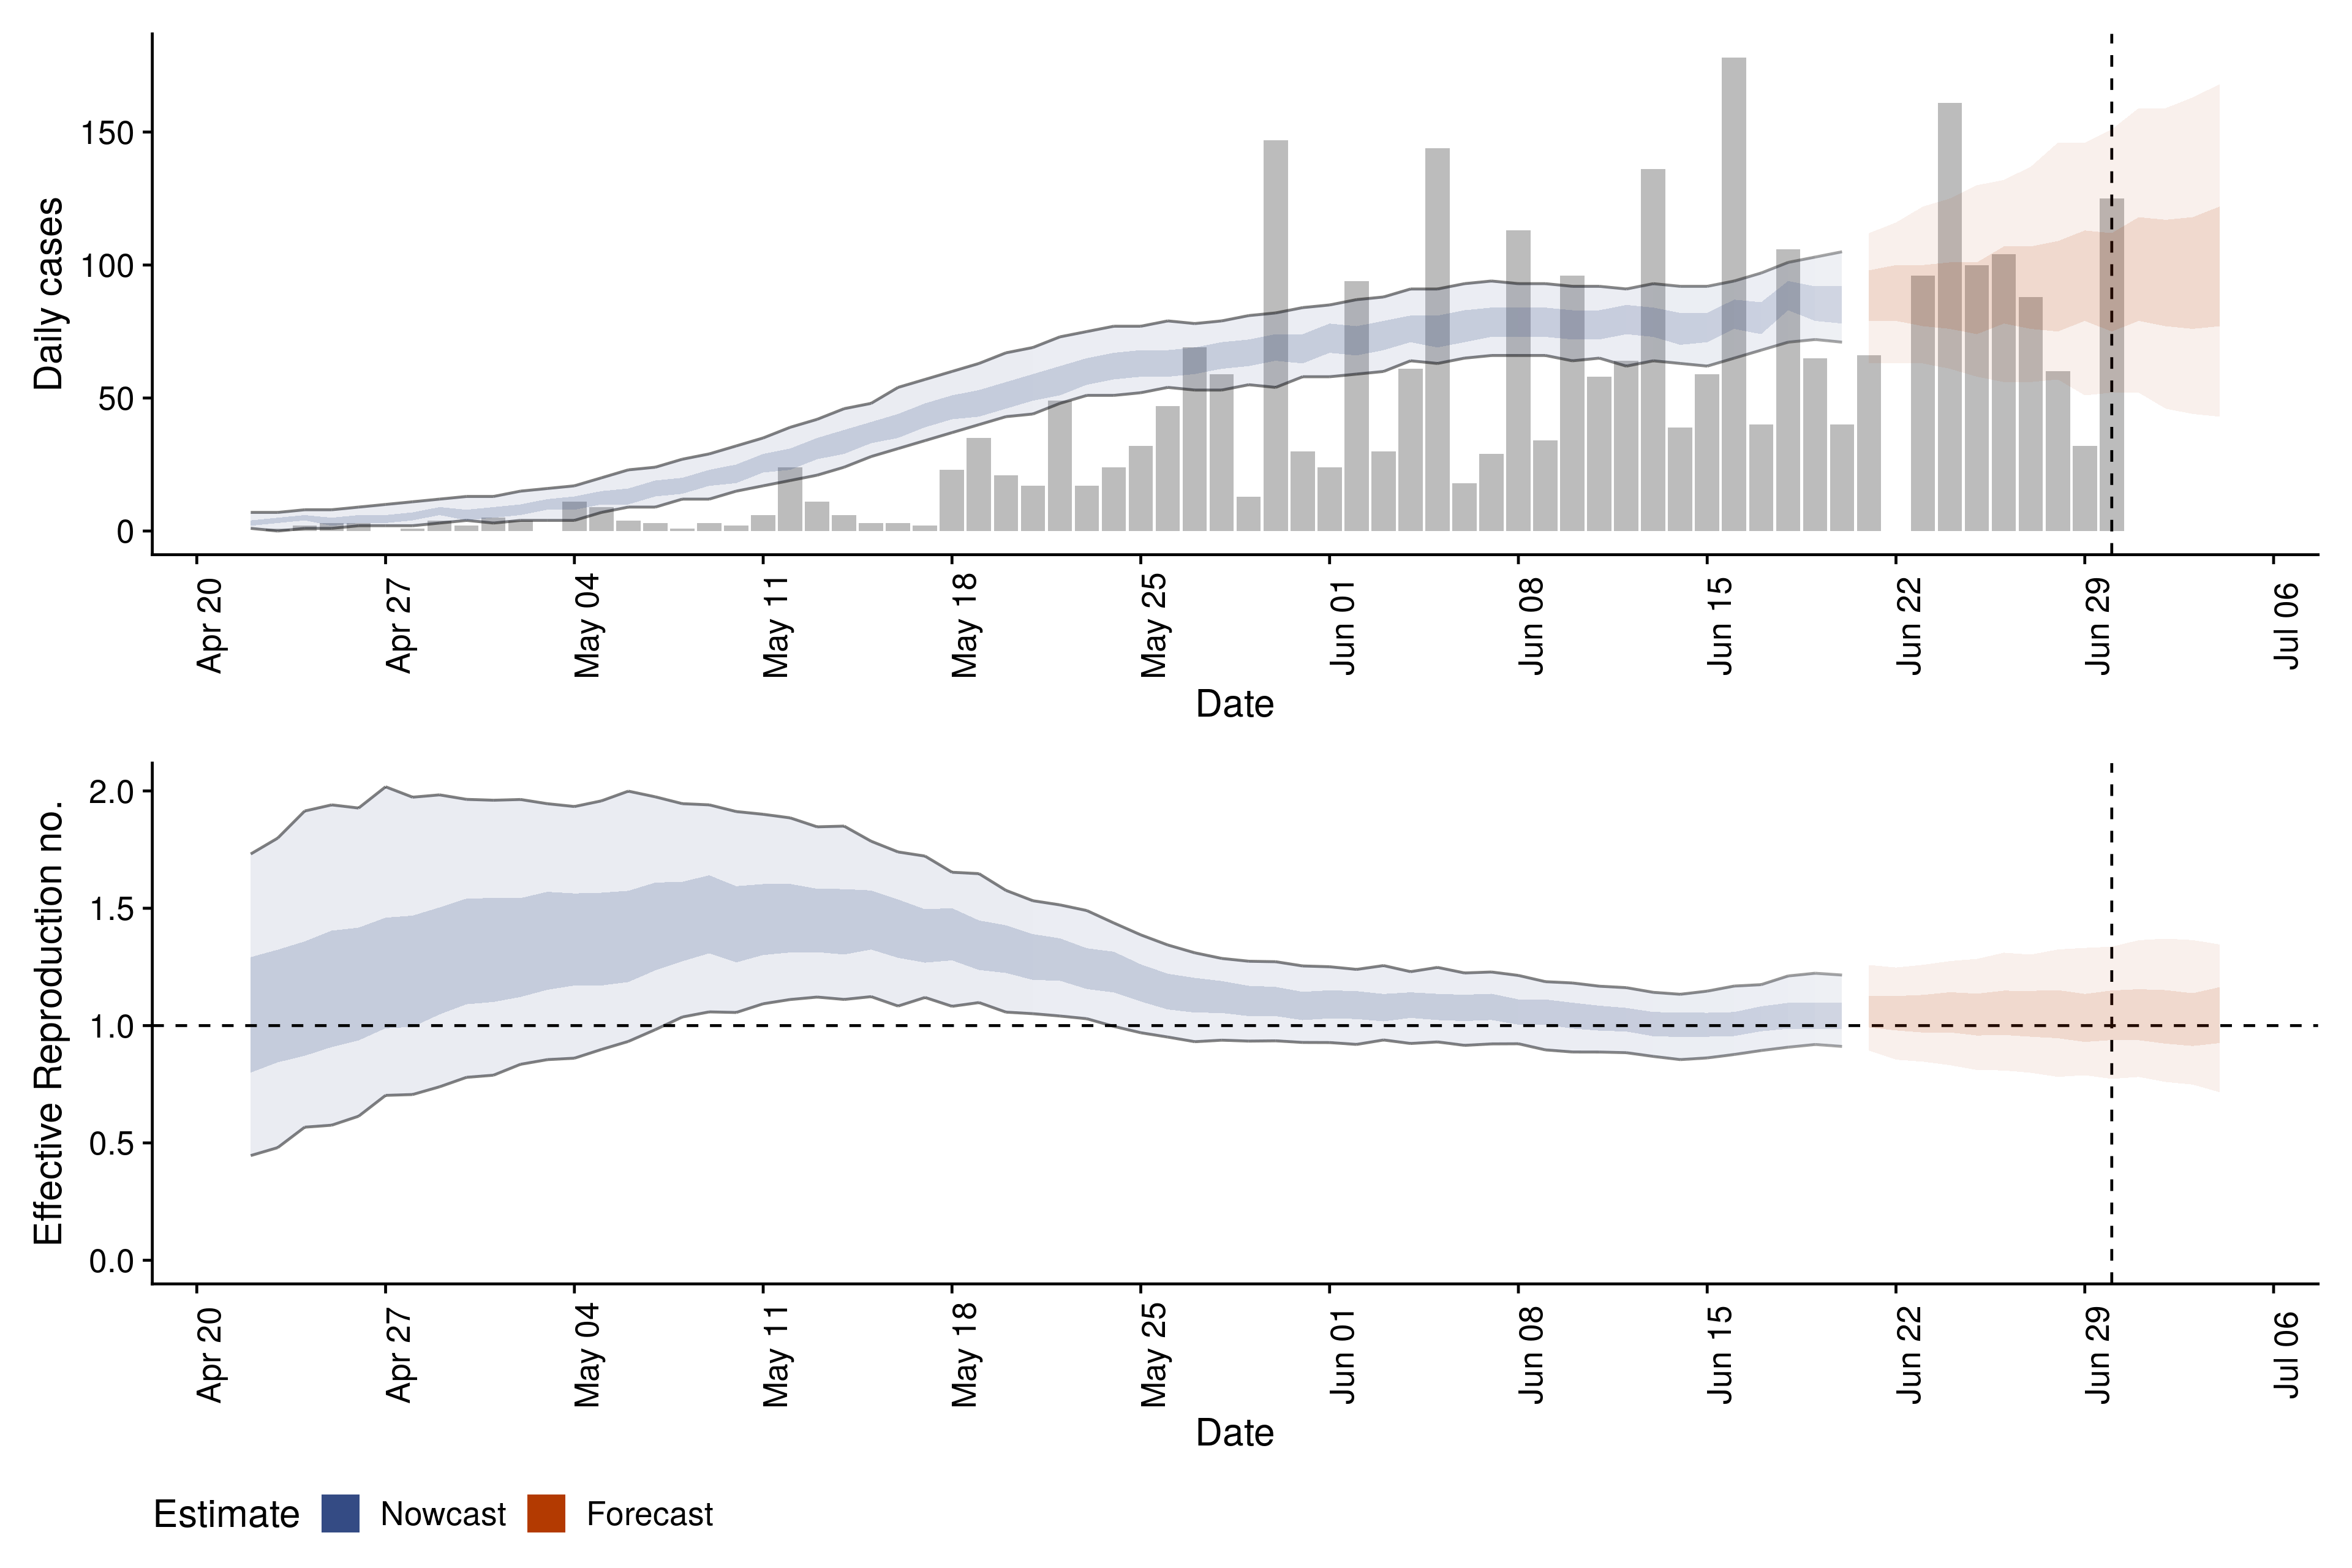 Daily cases
150
100
50
0
Apr 20
Apr 27
May 04
May 11
May 18
May 25
Jun 01
Jun 08
Jun 15
Jun 22
Jun 29
Jul 06
Date
Effective Reproduction no.
2.0
1.5
1.0
0.5
0.0
Apr 20
Apr 27
May 04
May 11
May 18
May 25
Jun 01
Jun 08
Jun 15
Jun 22
Jun 29
Jul 06
Date
Estimate Nowcast Forecast